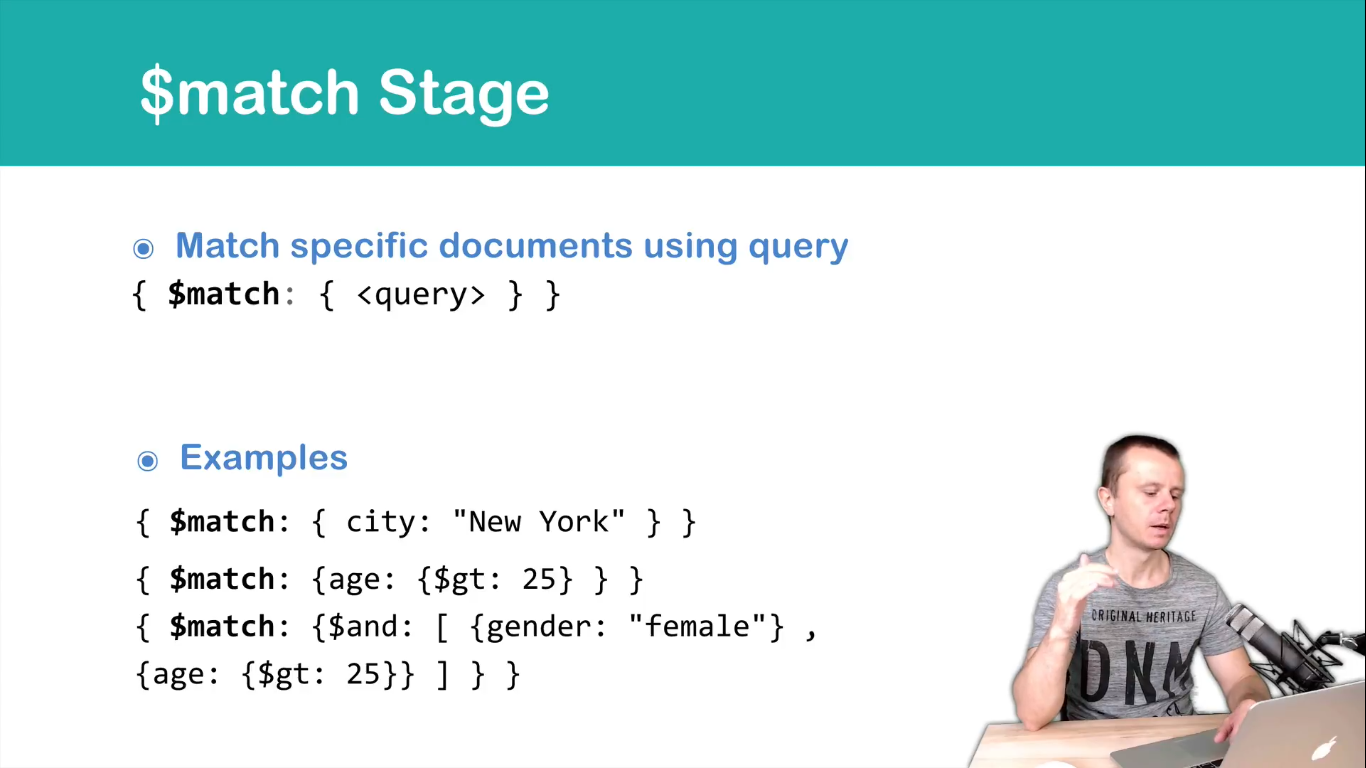 $match Stage
Match specific documents using query
{ $match: { <query> } }
Examples
{ $match: { city: "New York" } }
{ $match: {age: {$gt: 25} } }
{ $match: {$and: [ {gender: "female"} ,
{age: {$gt: 25}} ] } }
ORIGINAL HERITAGE
DNM